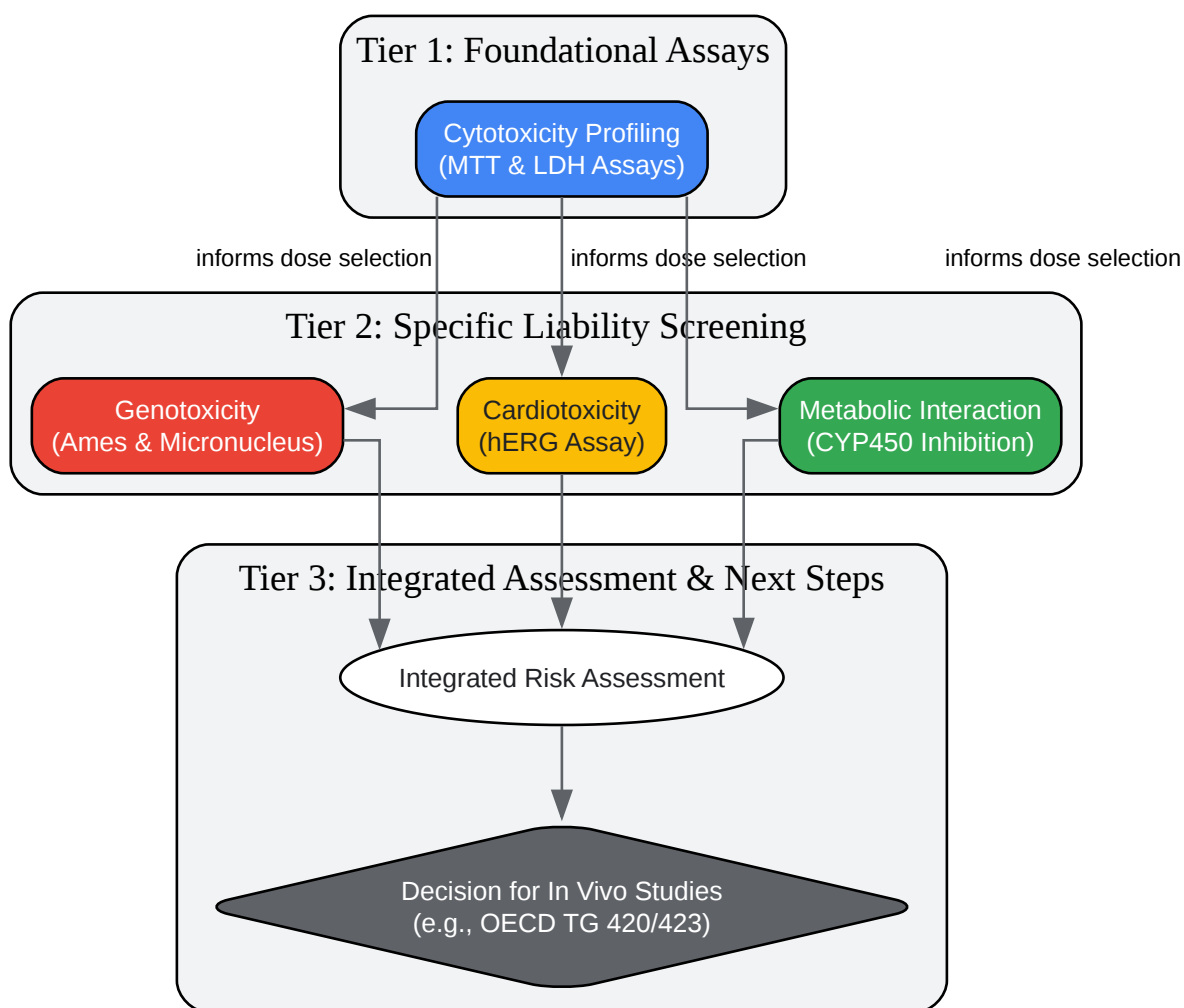 Tier 1: Foundational Assays
Cytotoxicity Profiling
(MTT & LDH Assays)
informs dose selection
informs dose selection
informs dose selection
Tier 2: Specific Liability Screening
Genotoxicity
(Ames & Micronucleus)
Cardiotoxicity
(hERG Assay)
Metabolic Interaction
(CYP450 Inhibition)
Tier 3: Integrated Assessment & Next Steps
Integrated Risk Assessment
Decision for In Vivo Studies
(e.g., OECD TG 420/423)